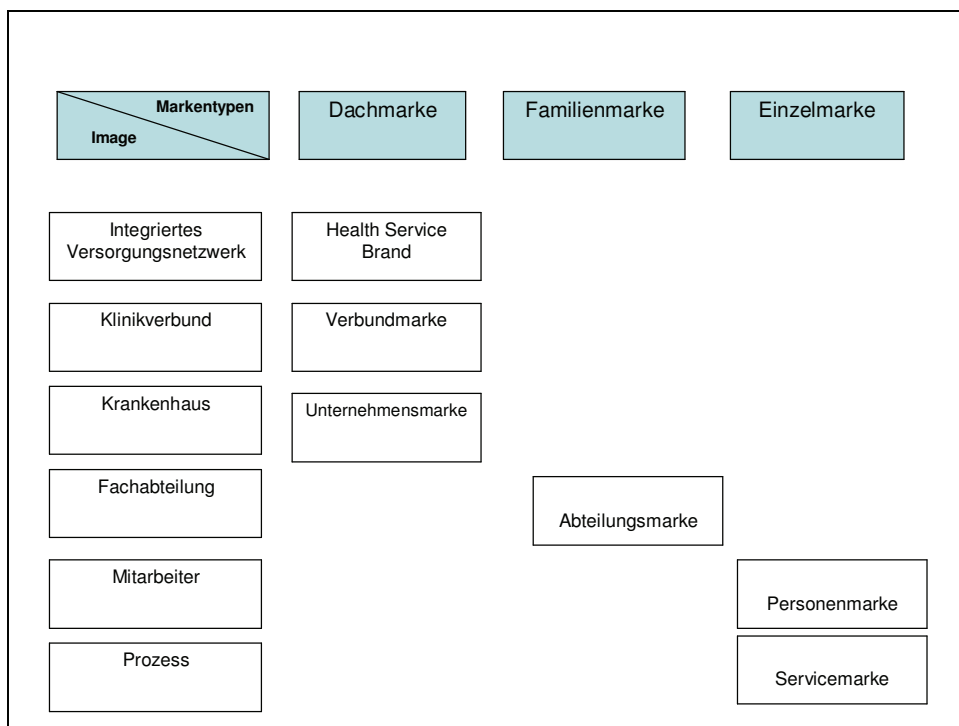 Markentypen
Image
Dachmarke
Familienmarke
Einzelmarke
Integriertes
Versorgungsnetzwerk
Health Service
Brand
Klinikverbund
Verbundmarke
Krankenhaus
Unternehmensmarke
Fachabteilung
Abteilungsmarke
Mitarbeiter
Personenmarke
Prozess
Servicemarke